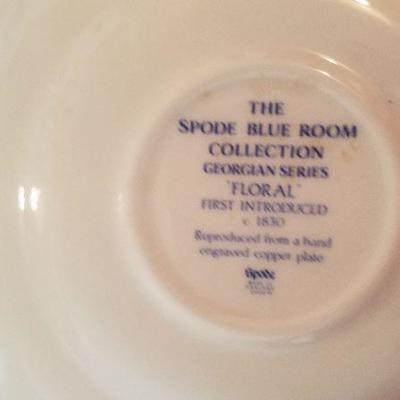 THE
SPODE BLUE ROOM
COLLECTION
GEORGIAN SERIES
'FLORAL'
FIRST INTRODUCED
c. 1830
Reproduced from a hand
engraved copper plate
Spode